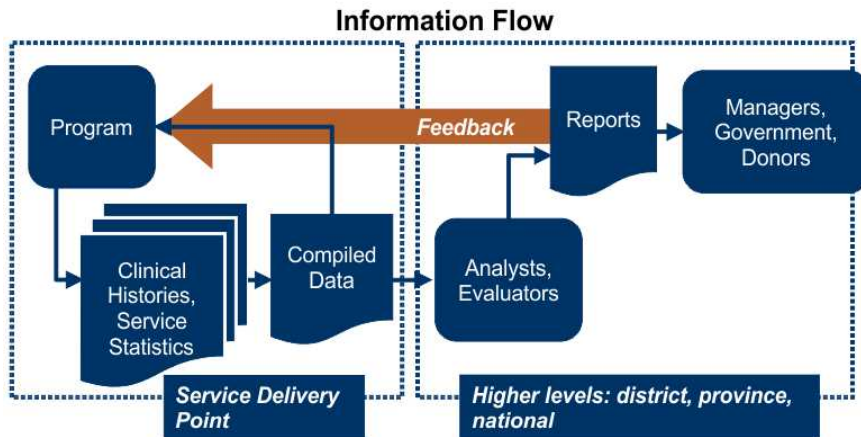 Information Flow
Program
Feedback
Reports
Managers,
Government,
Donors
Clinical
Histories,
Service
Statistics
Compiled
Data
Analysts,
Evaluators
Service Delivery
Point
Higher levels: district, province,
national